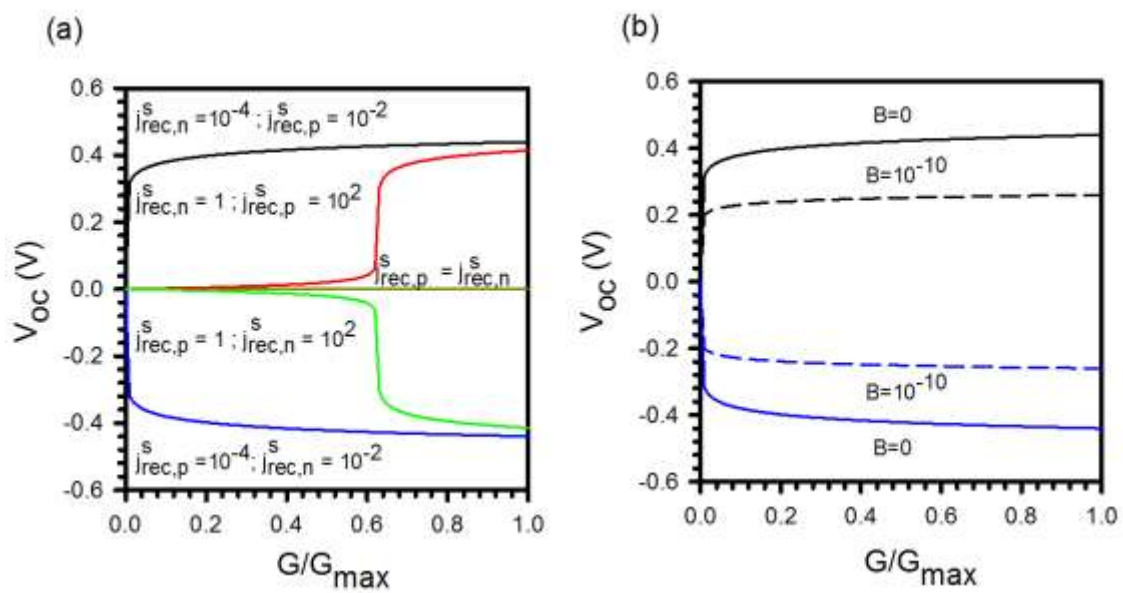 (a)
0.6
0.4
0.2
0.0
-0.2
-0.4
-0.6
V_OC (V)
j^s_rec,n = 10^-4 ; j^s_rec,p = 10^-2
j^s_rec,n = 1 ; j^s_rec,p = 10^2
j^s_rec,p = j^s_rec,n
j^s_rec,p = 1 ; j^s_rec,n = 10^2
j^s_rec,p = 10^-4; j^s_rec,n = 10^-2
0.0 0.2 0.4 0.6 0.8 1.0
G/G_max
(b)
0.6
0.4
0.2
0.0
-0.2
-0.4
-0.6
V_OC (V)
B=0
B=10^-10
B=10^-10
B=0
0.0 0.2 0.4 0.6 0.8 1.0
G/G_max